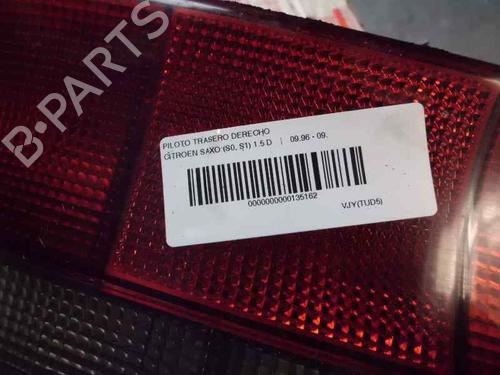 B-PARTS
PILOTO TRASERO DERECHO
CITROEN SAXO (S0, S1) 1.5 D | 09.96 - 09.
0000000000135162
VJY(TUD5)